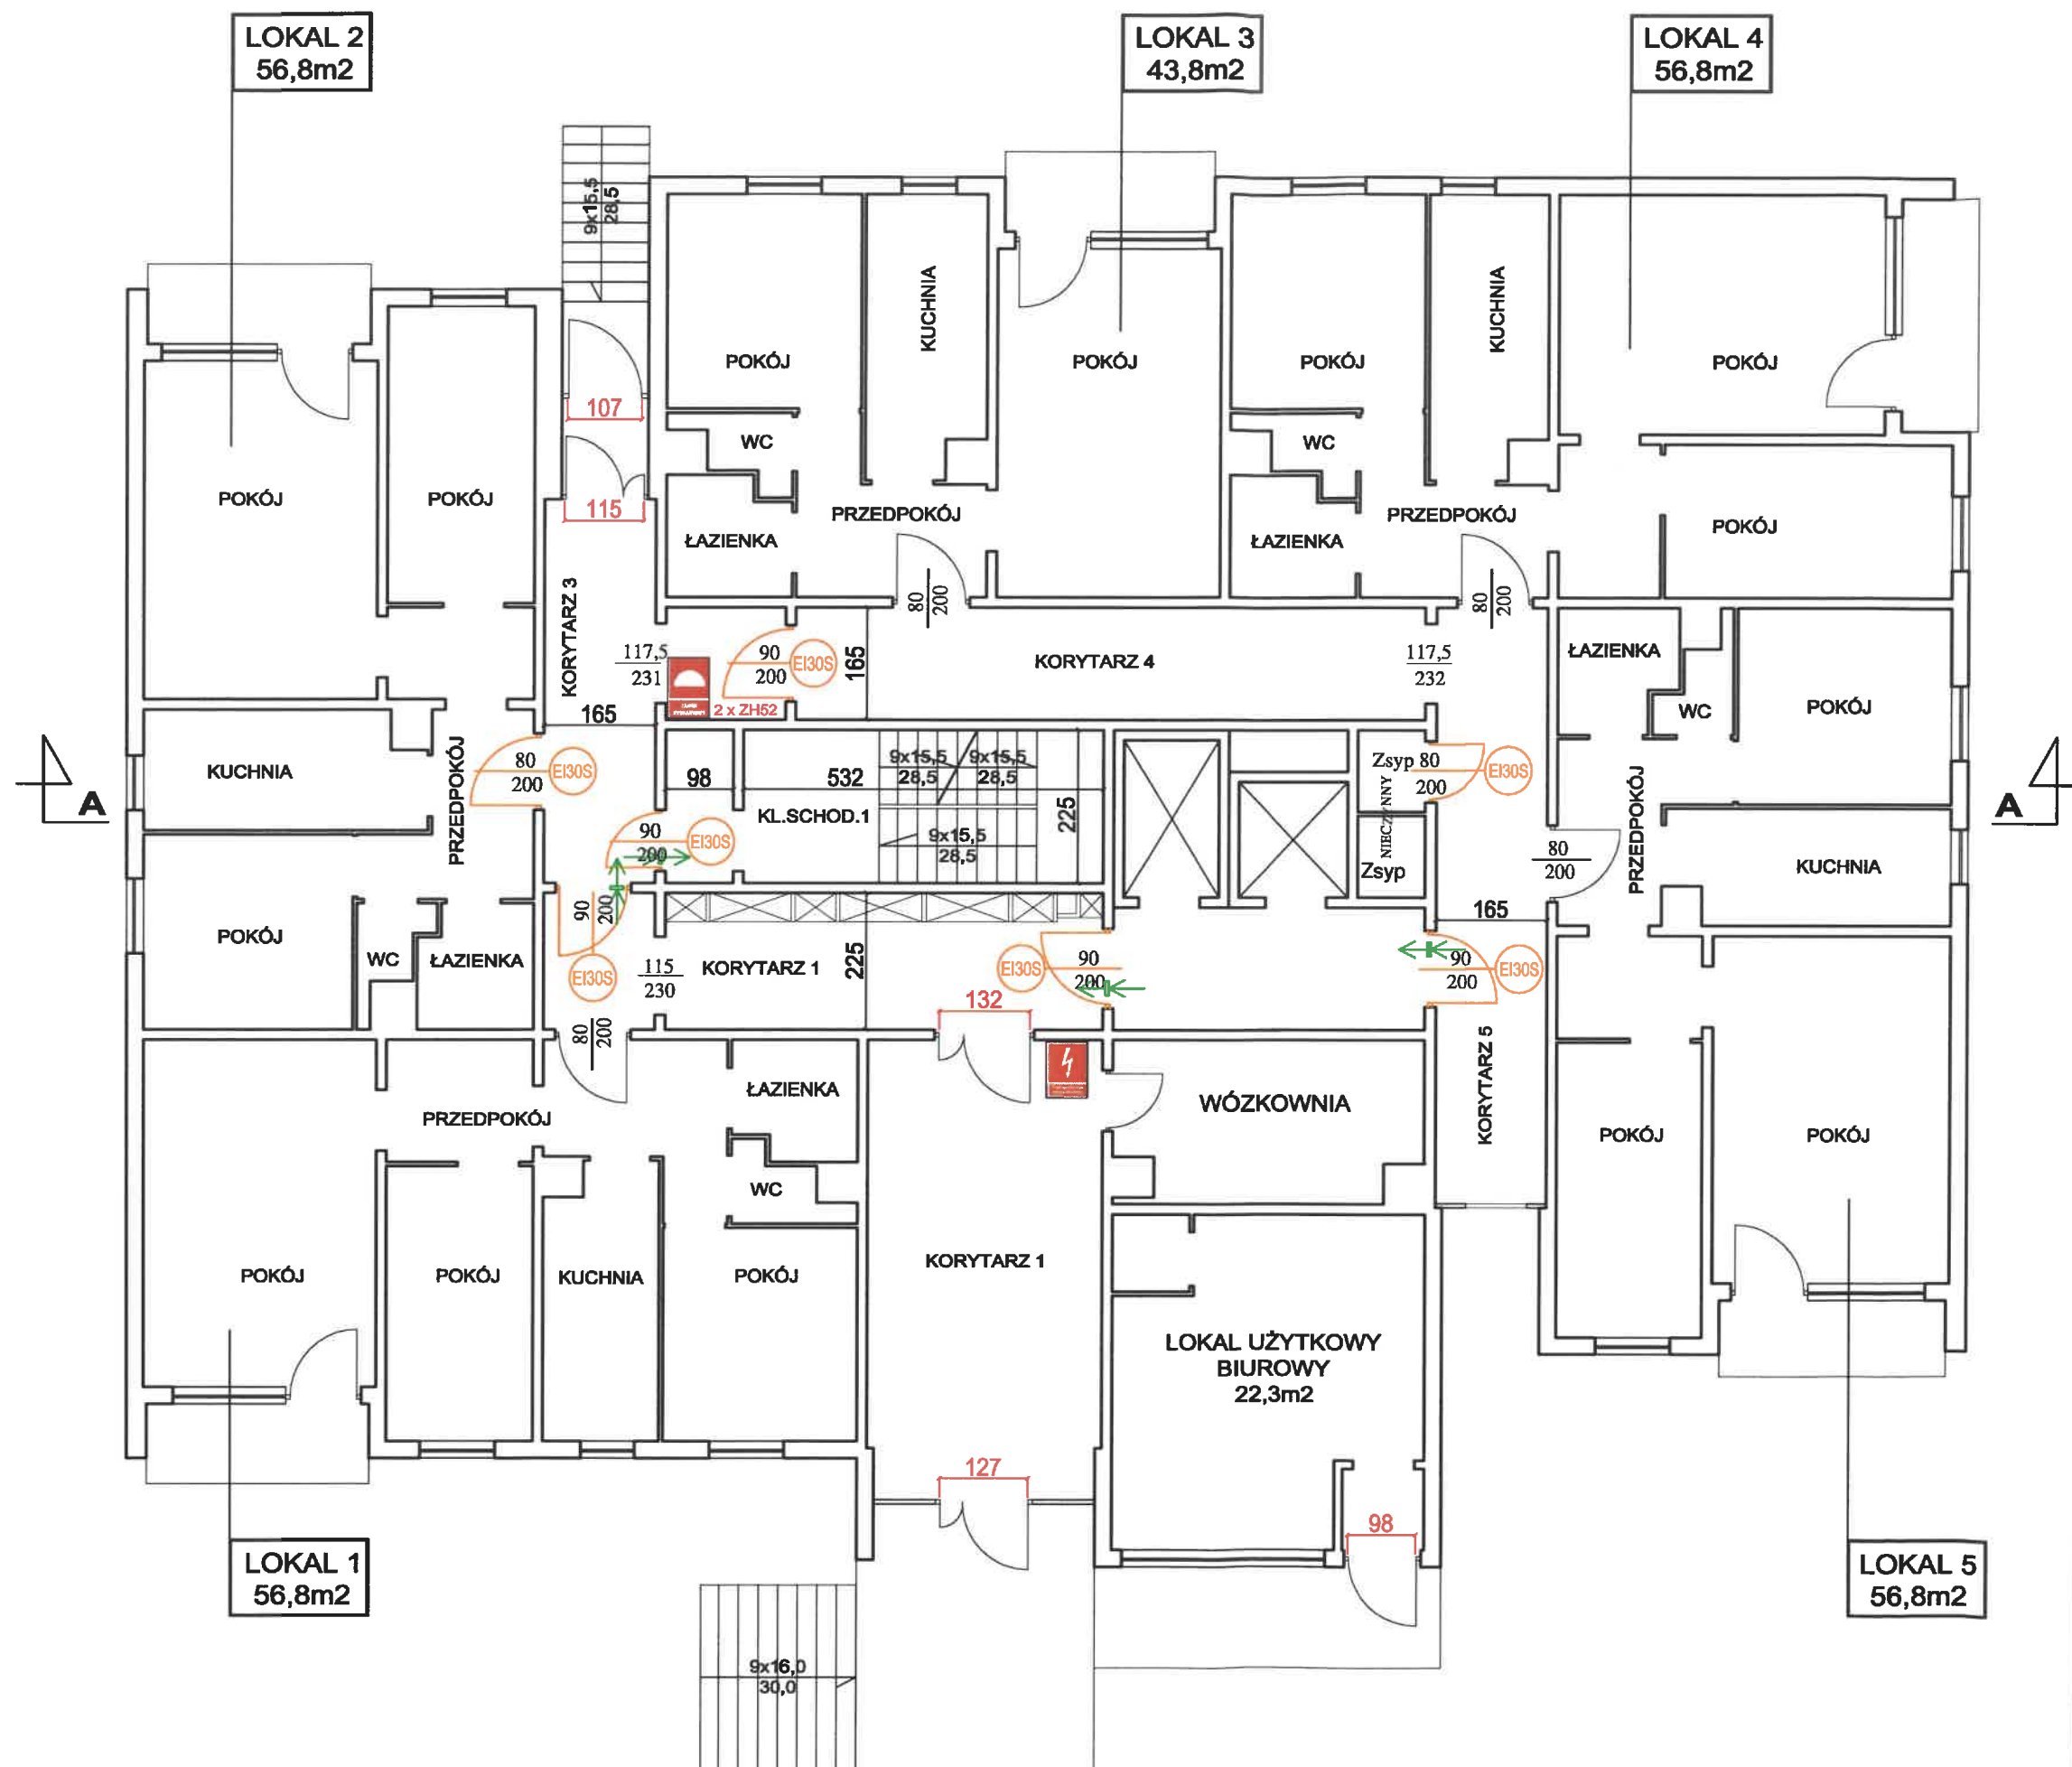 LOKAL 2
56,8m2
LOKAL 3
43,8m2
LOKAL 4
56,8m2
9x15,5
28,5
107
115
POKÓJ
KUCHNIA
POKÓJ
POKÓJ
KUCHNIA
POKÓJ
WC
WC
POKÓJ
POKÓJ
PRZEDPOKÓJ
PRZEDPOKÓJ
POKÓJ
ŁAZIENKA
ŁAZIENKA
80
200
80
200
KORYTARZ 3
117,5
231
90
200
EI30S
165
KORYTARZ 4
117,5
232
ŁAZIENKA
2 x ZH52
165
WC
POKÓJ
KUCHNIA
PRZEDPOKÓJ
80
200
EI30S
98
532
9x15,5
28,5
9x15,5
28,5
225
Zsyp 80
200
EI30S
NIECZYNNY
Zsyp
PRZEDPOKÓJ
A
A
KL.SCHOD.1
90
200
EI30S
9x15,5
28,5
80
200
KUCHNIA
POKÓJ
WC
ŁAZIENKA
90
200
EI30S
115
230
KORYTARZ 1
225
EI30S
90
200
165
90
200
EI30S
132
80
200
KORYTARZ 5
ŁAZIENKA
WÓZKOWNIA
PRZEDPOKÓJ
POKÓJ
POKÓJ
WC
KORYTARZ 1
POKÓJ
POKÓJ
KUCHNIA
POKÓJ
LOKAL UŻYTKOWY
BIUROWY
22,3m2
127
98
LOKAL 1
56,8m2
LOKAL 5
56,8m2
9x16,0
30,0